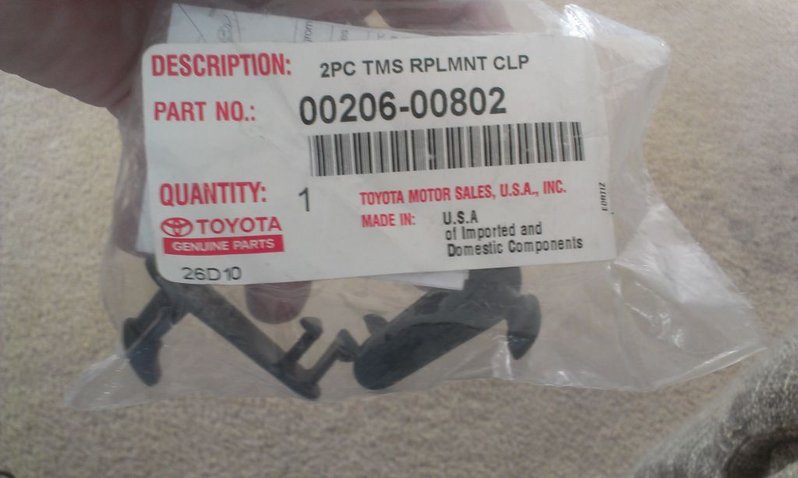 DESCRIPTION: 2PC TMS RPLMNT CLP
PART NO.: 00206-00802
QUANTITY: 1
TOYOTA MOTOR SALES, U.S.A., INC.
TOYOTA
GENUINE PARTS
MADE IN: U.S.A
of Imported and
Domestic Components
26D10